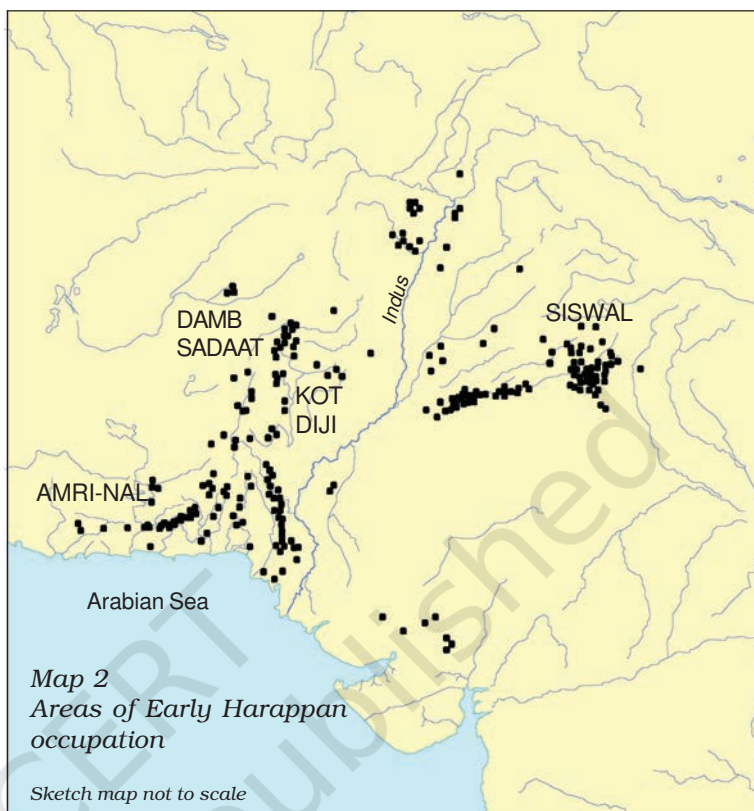 Indus
SISWAL
DAMB
SADAAT
KOT
DIJI
AMRI-NAL
Arabian Sea
Map 2
Areas of Early Harappan
occupation
Sketch map not to scale